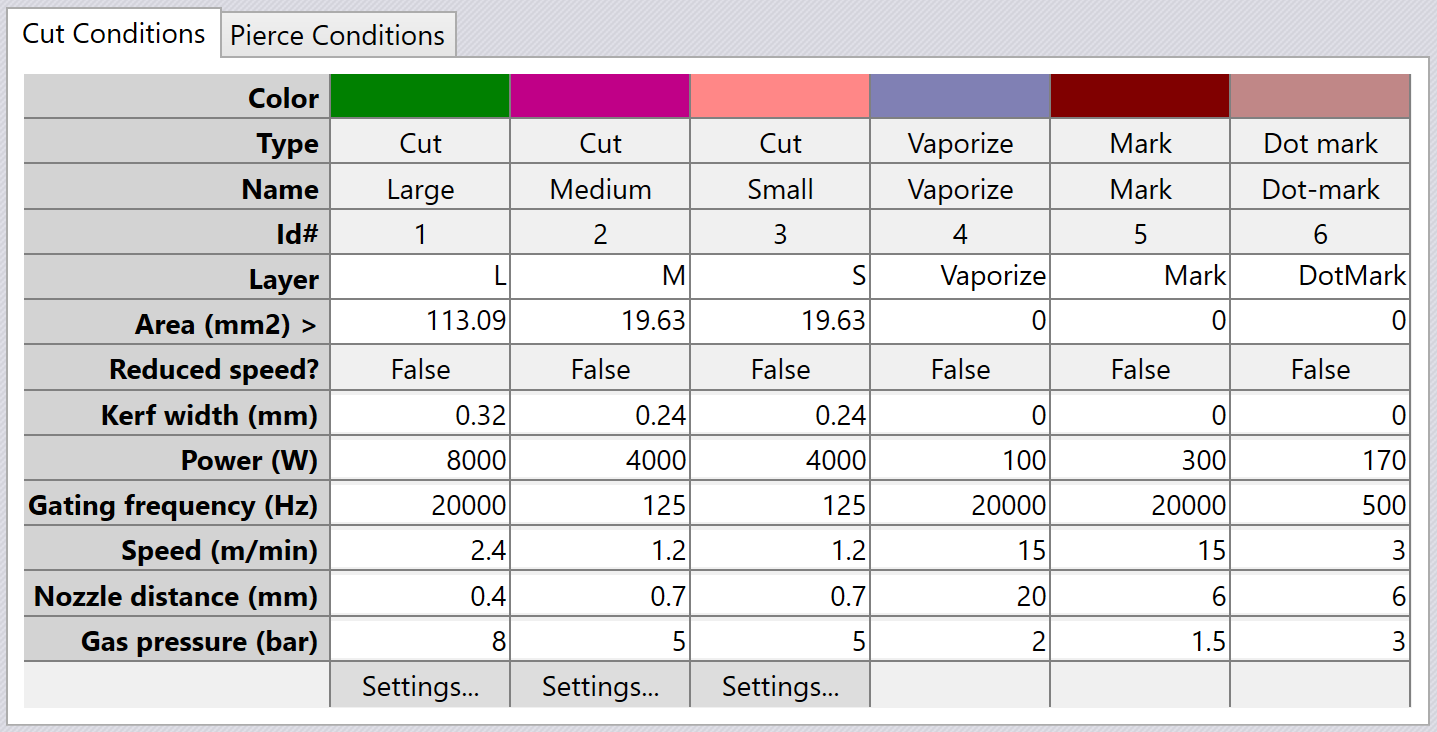 Cut Conditions Pierce Conditions
Color
Type Cut Cut Cut Vaporize Mark Dot mark
Name Large Medium Small Vaporize Mark Dot-mark
Id# 1 2 3 4 5 6
Layer L M S Vaporize Mark DotMark
Area (mm2) > 113.09 19.63 19.63 0 0 0
Reduced speed? False False False False False False
Kerf width (mm) 0.32 0.24 0.24 0 0 0
Power (W) 8000 4000 4000 100 300 170
Gating frequency (Hz) 20000 125 125 20000 20000 500
Speed (m/min) 2.4 1.2 1.2 15 15 3
Nozzle distance (mm) 0.4 0.7 0.7 20 6 6
Gas pressure (bar) 8 5 5 2 1.5 3
Settings... Settings... Settings...